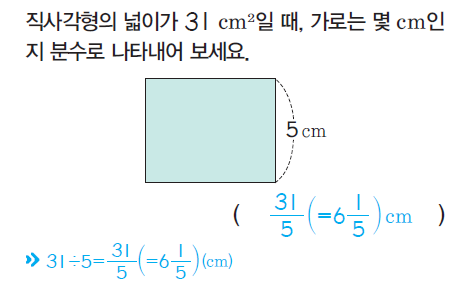 직사각형의 넓이가 31 cm²일 때, 가로는 몇 cm인
지 분수로 나타내어 보세요.
5 cm
( 31/5(=6 1/5) cm )
» 31÷5=31/5(=6 1/5)(cm)